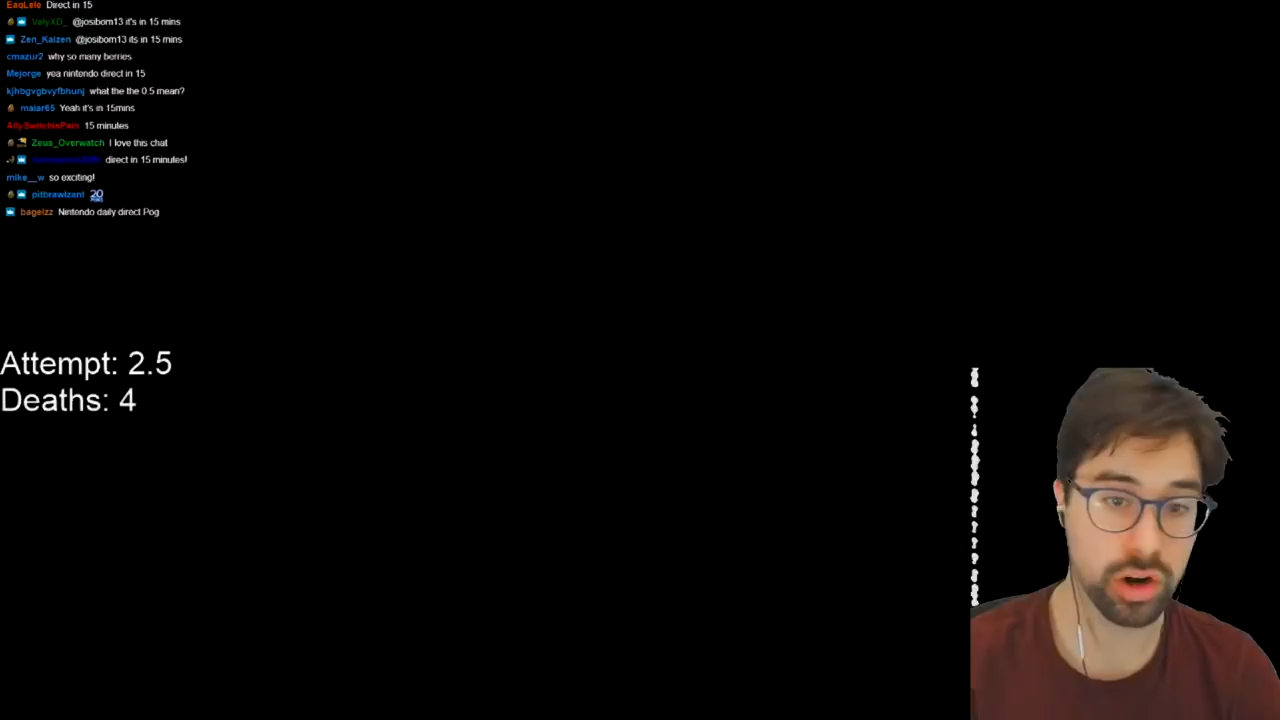 EagLele Direct in 15
ValyXD_ @josibom13 it's in 15 mins
Zen_Kaizen @josibom13 its in 15 mins
cmazur2 why so many berries
Mejorge yea nintendo direct in 15
kjhbgvgbvyfbhunj what the the 0.5 mean?
maiar65 Yeah it's in 15mins
AllySwitchisPain 15 minutes
Zeus_Overwatch I love this chat
direct in 15 minutes!
mike__w so exciting!
pitbrawlzant 20
bagelzz Nintendo daily direct Pog
Attempt: 2.5
Deaths: 4